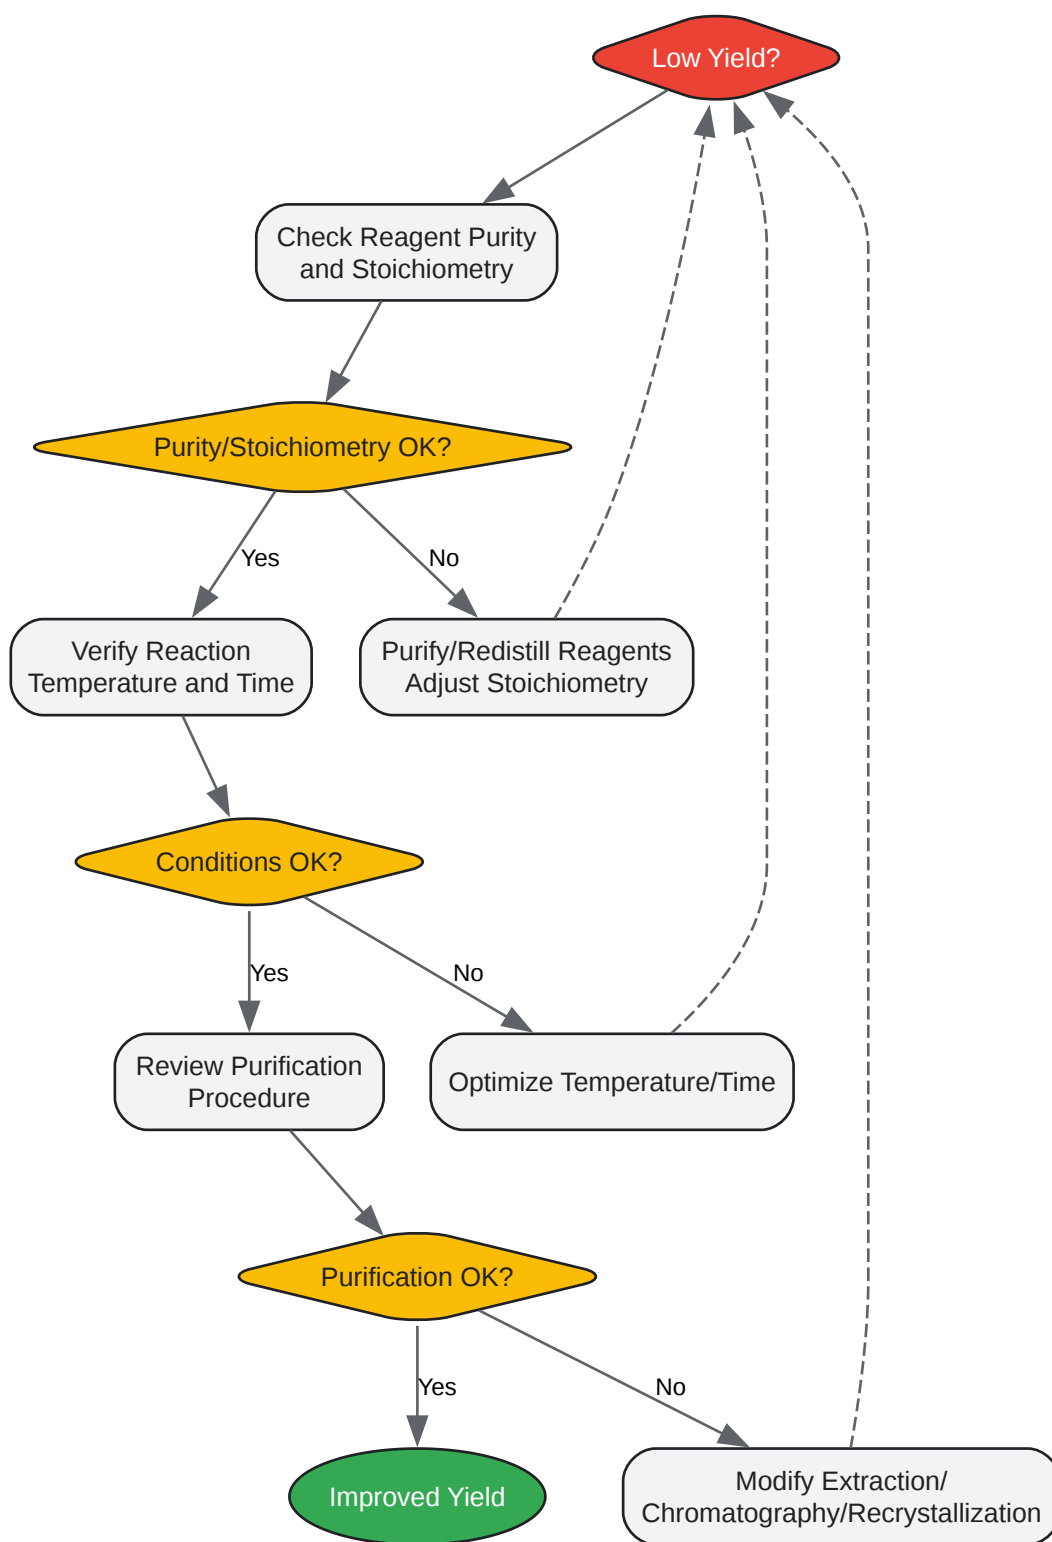 Low Yield?
Check Reagent Purity
and Stoichiometry
Purity/Stoichiometry OK?
Yes
No
Verify Reaction
Temperature and Time
Purify/Redistill Reagents
Adjust Stoichiometry
Conditions OK?
Yes
No
Review Purification
Procedure
Optimize Temperature/Time
Purification OK?
Yes
No
Improved Yield
Modify Extraction/
Chromatography/Recrystallization